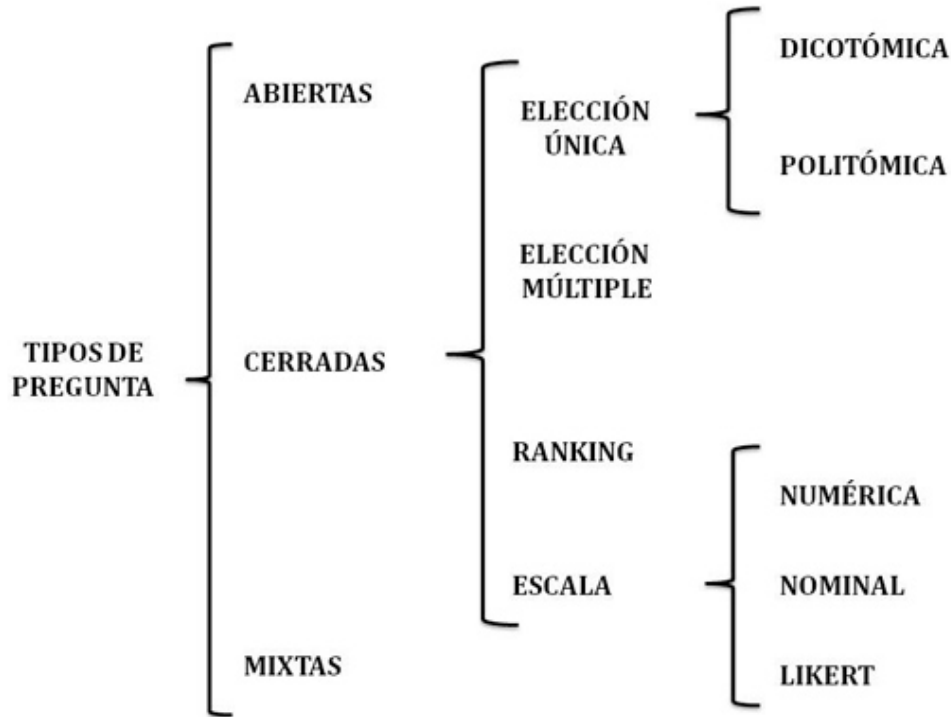 TIPOS DE
PREGUNTA
ABIERTAS
CERRADAS
MIXTAS
ELECCIÓN
ÚNICA
ELECCIÓN
MÚLTIPLE
RANKING
ESCALA
DICOTÓMICA
POLITÓMICA
NUMÉRICA
NOMINAL
LIKERT